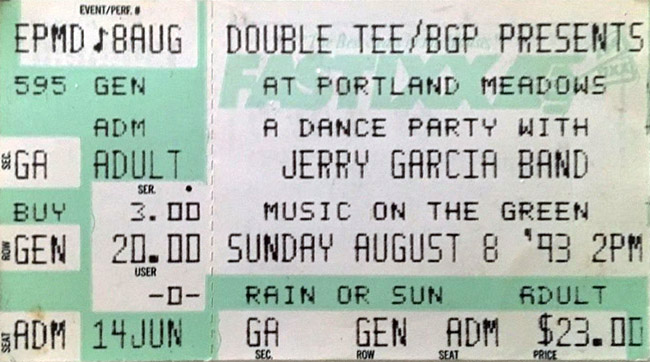 EVENT/PERF. #
EPMD♪8AUG
595 GEN
ADM
SEC. GA ADULT
SER.
BUY 3.00
ROW GEN 20.00
USER
-0-
SEAT ADM 14JUN
DOUBLE TEE/BGP PRESENTS
FASTIXX
AT PORTLAND MEADOWS
A DANCE PARTY WITH
JERRY GARCIA BAND
MUSIC ON THE GREEN
SUNDAY AUGUST 8 '93 2PM
RAIN OR SUN ADULT
GA GEN ADM $23.00
SEC. ROW SEAT PRICE